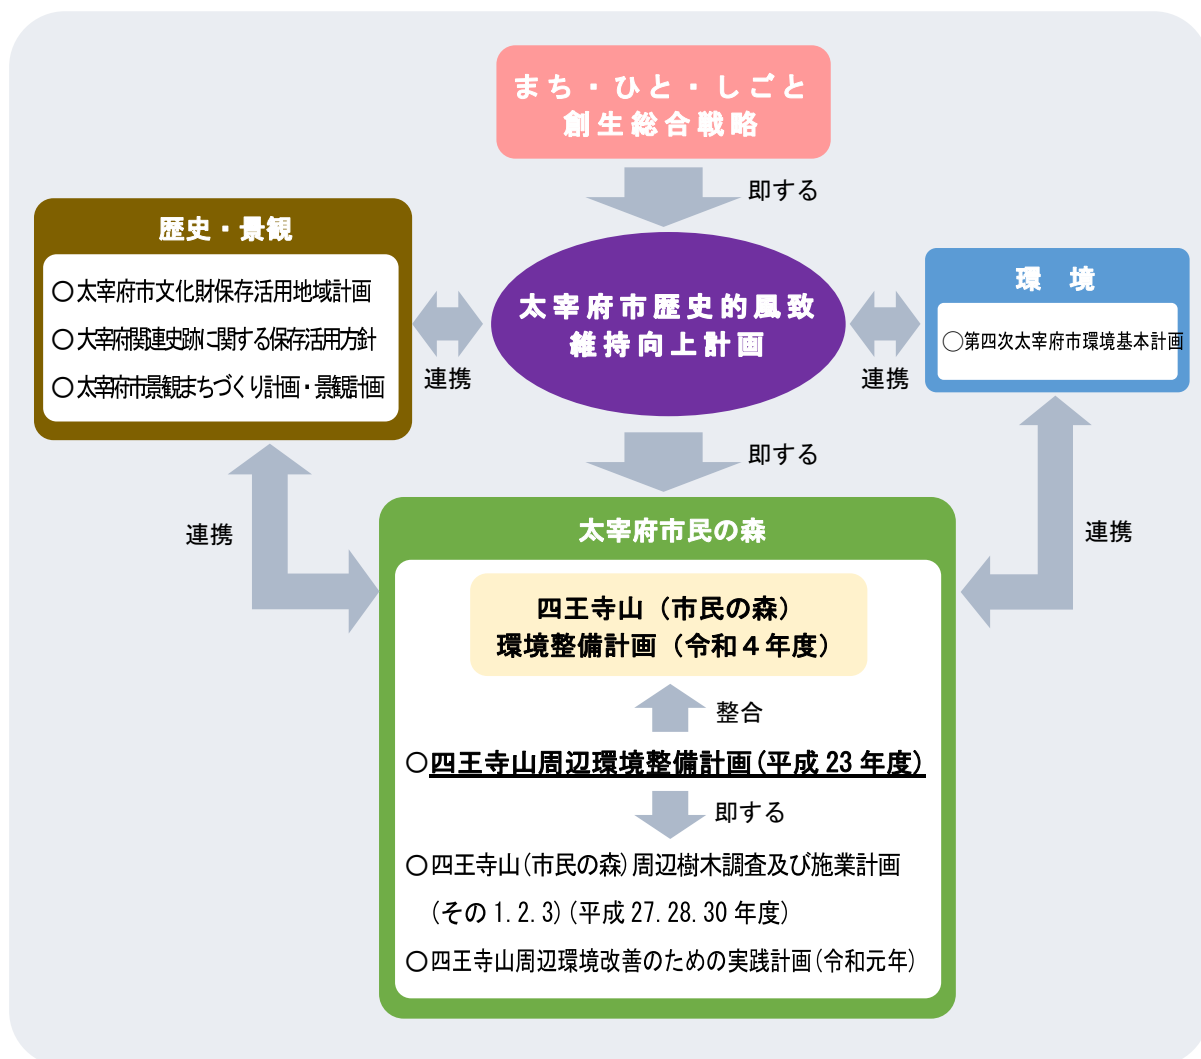 まち・ひと・しごと
創生総合戦略
即する
歴史・景観
〇太宰府市文化財保存活用地域計画
〇大宰府関連史跡に関する保存活用方針
〇太宰府市景観まちづくり計画・景観計画
連携
太宰府市歴史的風致
維持向上計画
連携
環 境
〇第四次太宰府市環境基本計画
即する
連携
連携
太宰府市民の森
四王寺山（市民の森）
環境整備計画（令和４年度）
整合
〇四王寺山周辺環境整備計画(平成 23 年度)
即する
〇四王寺山(市民の森)周辺樹木調査及び施業計画
(その 1.2.3)(平成 27.28.30 年度)
〇四王寺山周辺環境改善のための実践計画(令和元年)